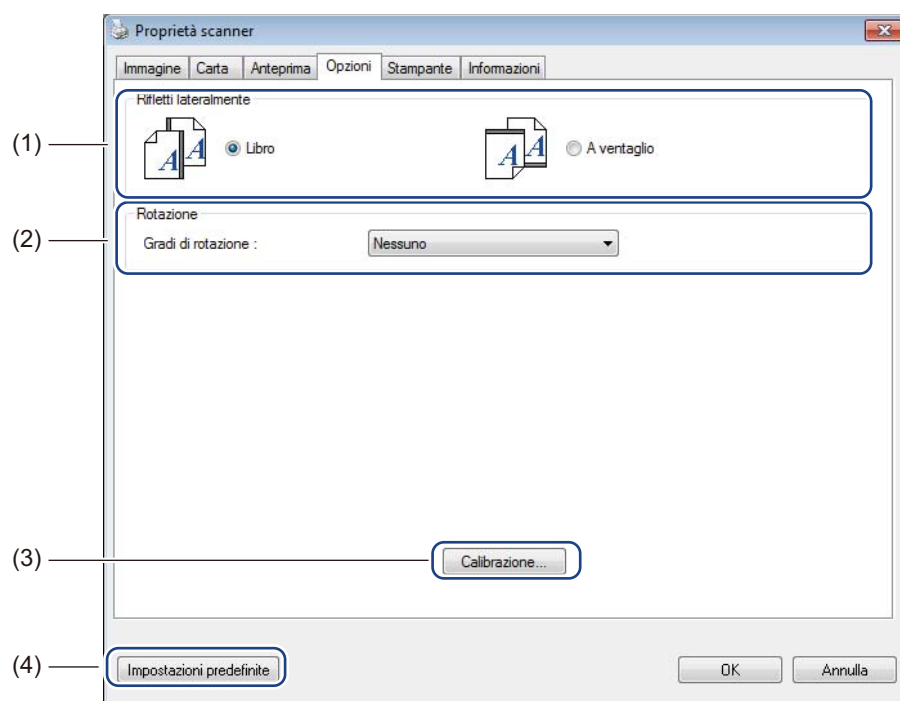 Proprietà scanner
Immagine Carta Anteprima Opzioni Stampante Informazioni
Rifletti lateralmente
(1)
A A Libro
A A A ventaglio
Rotazione
(2)
Gradi di rotazione : Nessuno
(3)
Calibrazione...
(4)
Impostazioni predefinite OK Annulla